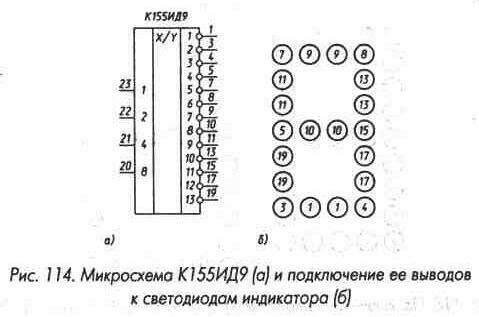 К155ИД9
X/Y
1 1
2 3
3 4
4 5
5 7
23 1 6 8
7 9
22 2 8 10
9 11
21 4 10 13
11 15
20 8 12 17
13 19
а)
7 9 9 8
11 13
11 13
5 10 10 15
19 17
19 17
3 1 1 4
б)
Рис. 114. Микросхема К155ИД9 (а) и подключение ее выводов
к светодиодам индикатора (б)